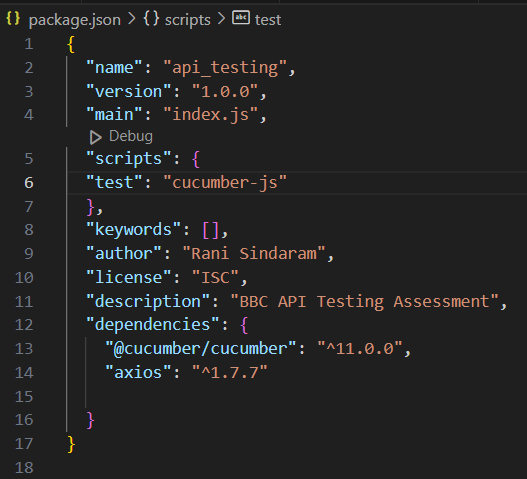 package.json > scripts > test
1 {
2 "name": "api_testing",
3 "version": "1.0.0",
4 "main": "index.js",
Debug
5 "scripts": {
6 "test": "cucumber-js"
7 },
8 "keywords": [],
9 "author": "Rani Sindaram",
10 "license": "ISC",
11 "description": "BBC API Testing Assessment",
12 "dependencies": {
13 "@cucumber/cucumber": "^11.0.0",
14 "axios": "^1.7.7"
15
16 }
17 }
18